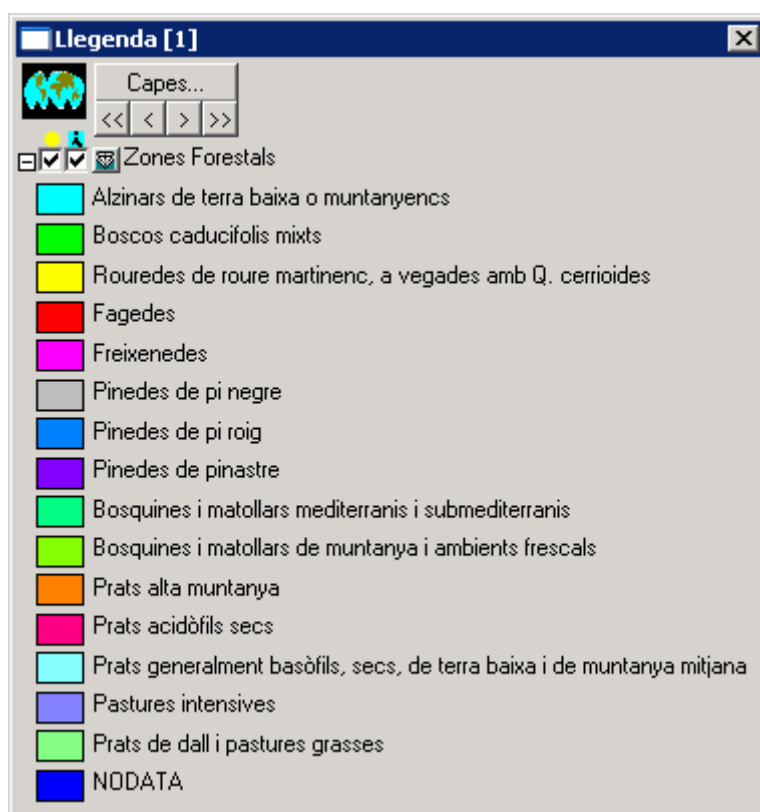 Llegenda [1]
Capes...
<< < > >>
Zones Forestals
Alzinars de terra baixa o muntanyencs
Boscos caducifolis mixts
Rouredes de roure martinenc, a vegades amb Q. cerrioides
Fagedes
Freixenedes
Pinedes de pi negre
Pinedes de pi roig
Pinedes de pinastre
Bosquines i matollars mediterranis i submediterranis
Bosquines i matollars de muntanya i ambients frescals
Prats alta muntanya
Prats acidòfils secs
Prats generalment basòfils, secs, de terra baixa i de muntanya mitjana
Pastures intensives
Prats de dall i pastures grasses
NODATA